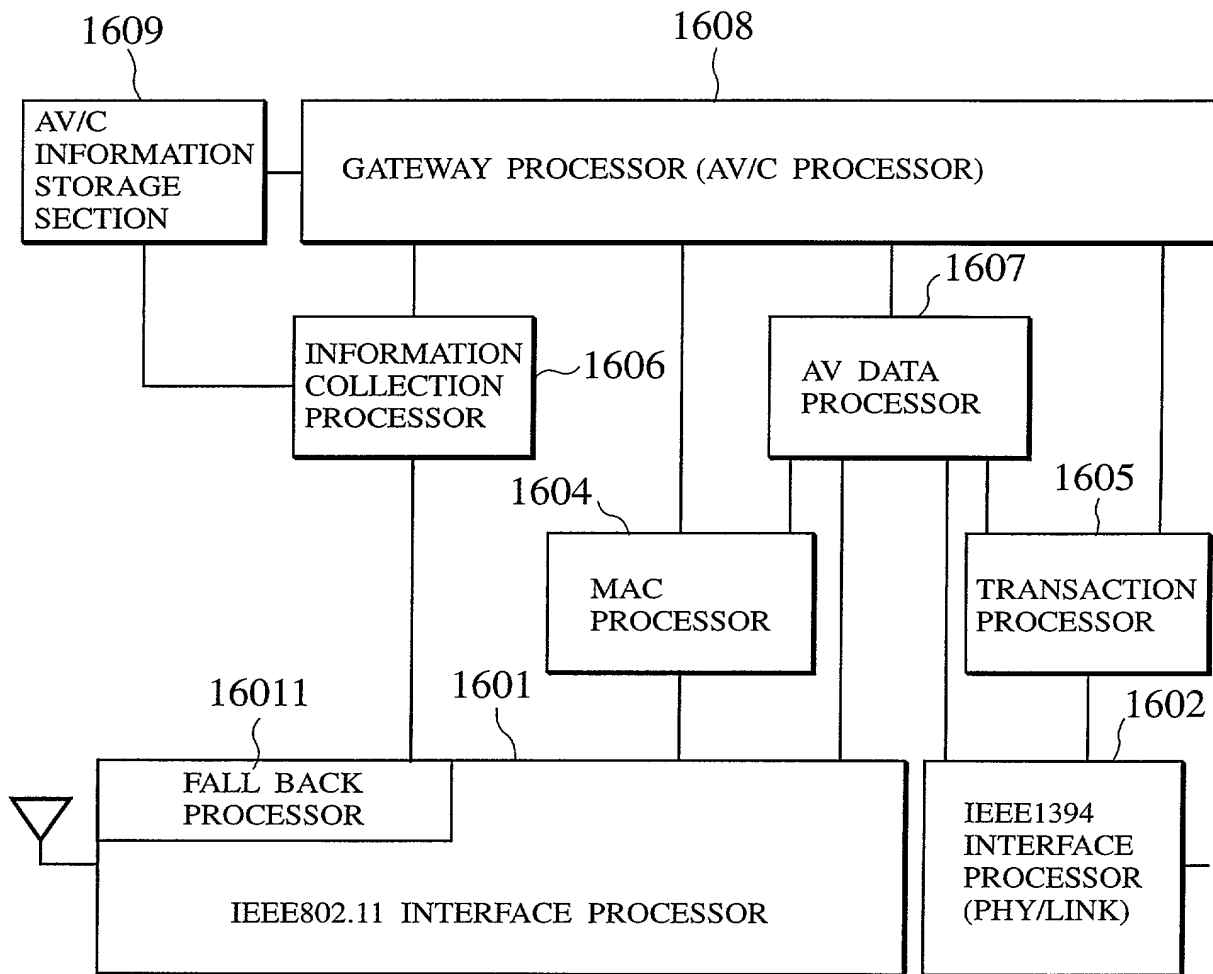 1609
1608
AV/C
INFORMATION
STORAGE
SECTION
GATEWAY PROCESSOR (AV/C PROCESSOR)
1607
INFORMATION
COLLECTION
PROCESSOR
1606
AV DATA
PROCESSOR
1604
1605
MAC
PROCESSOR
TRANSACTION
PROCESSOR
16011
1601
1602
FALL BACK
PROCESSOR
IEEE802.11 INTERFACE PROCESSOR
IEEE1394
INTERFACE
PROCESSOR
(PHY/LINK)